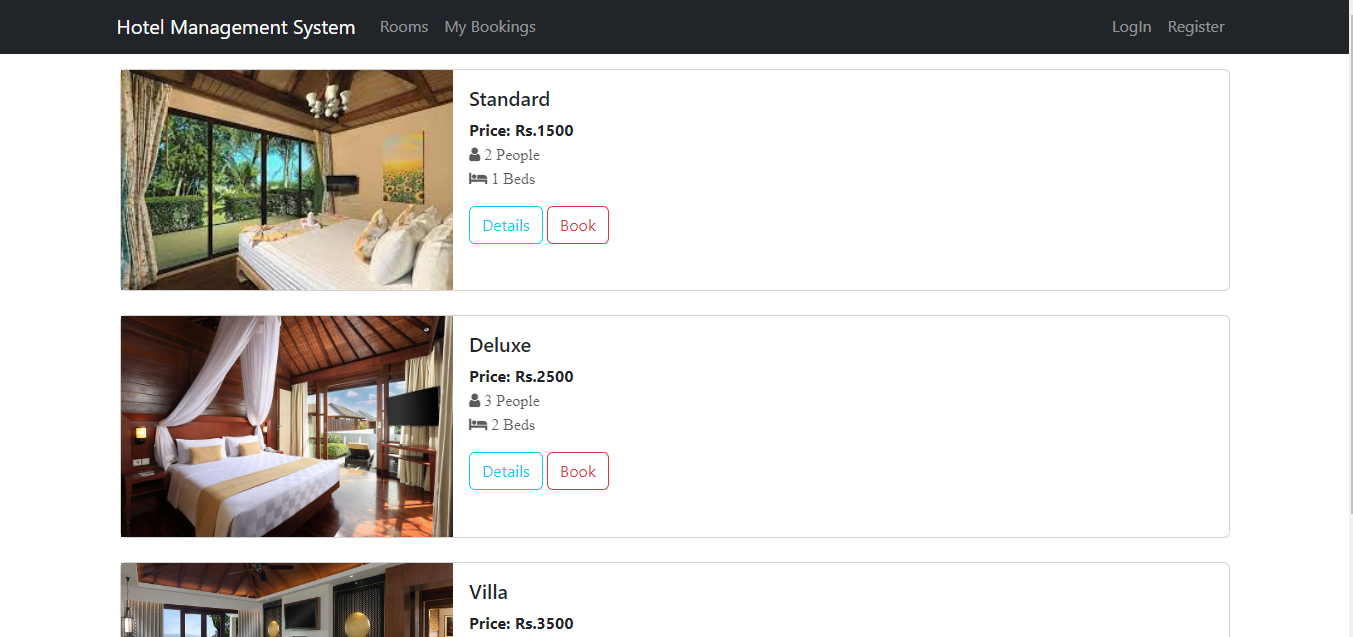 Hotel Management System Rooms My Bookings LogIn Register
Standard
Price: Rs.1500
2 People
1 Beds
Details Book
Deluxe
Price: Rs.2500
3 People
2 Beds
Details Book
Villa
Price: Rs.3500